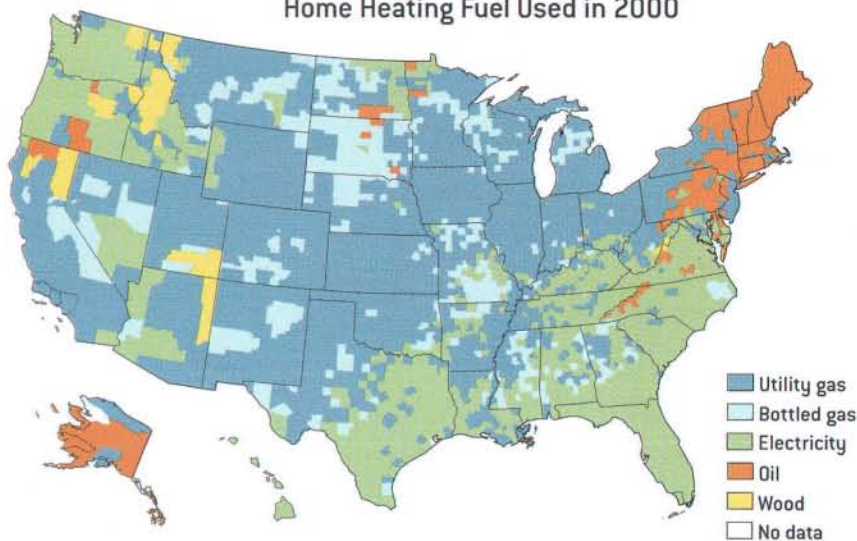 Home Heating Fuel Used in 2000
Utility gas
Bottled gas
Electricity
Oil
Wood
No data